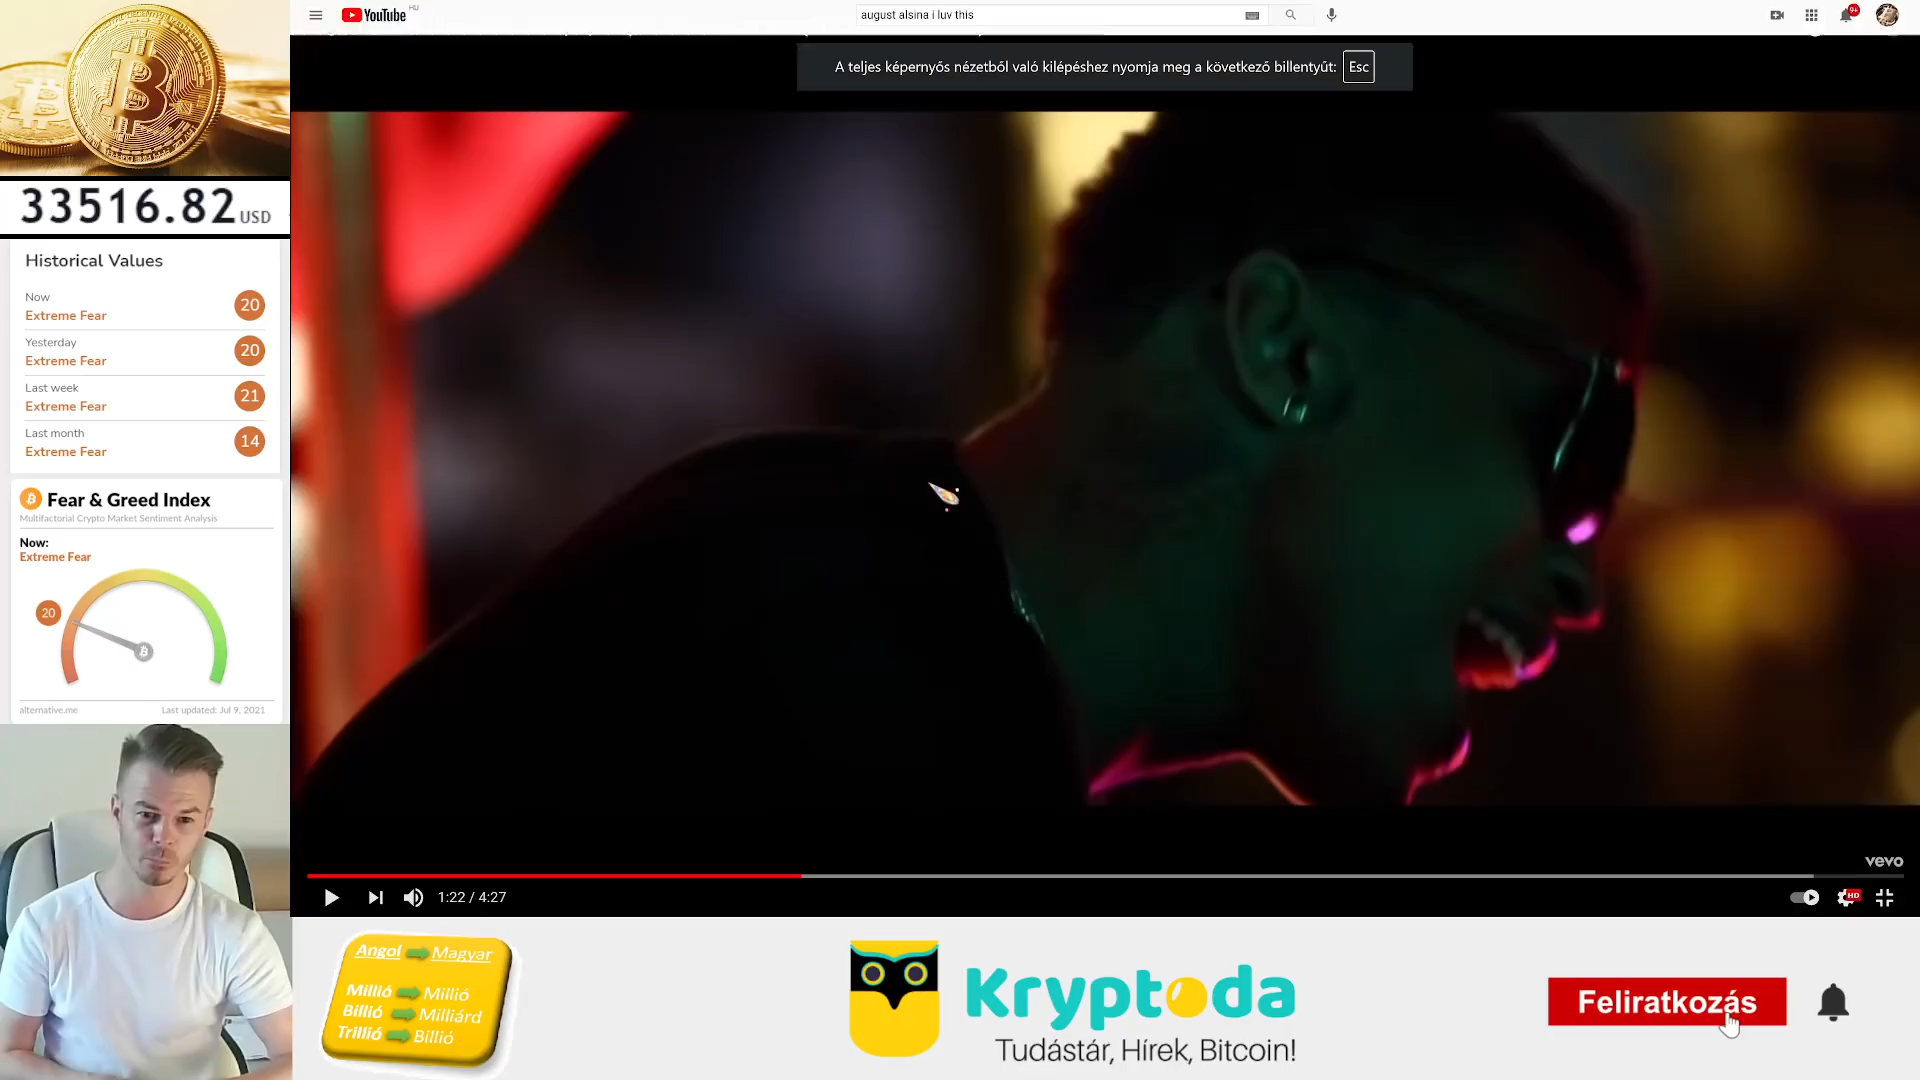 YouTube HU
august alsina i luv this
9+
A teljes képernyős nézetből való kilépéshez nyomja meg a következő billentyűt: Esc
33516.82 USD
Historical Values
Now
Extreme Fear
20
Yesterday
Extreme Fear
20
Last week
Extreme Fear
21
Last month
Extreme Fear
14
Fear & Greed Index
Multifactorial Crypto Market Sentiment Analysis
Now:
Extreme Fear
20
alternative.me
Last updated: Jul 9, 2021
vevo
1:22 / 4:27
HD
Angol Magyar
Millió Millió
Billió Milliárd
Trillió Billió
Kryptoda
Tudástár, Hírek, Bitcoin!
Feliratkozás